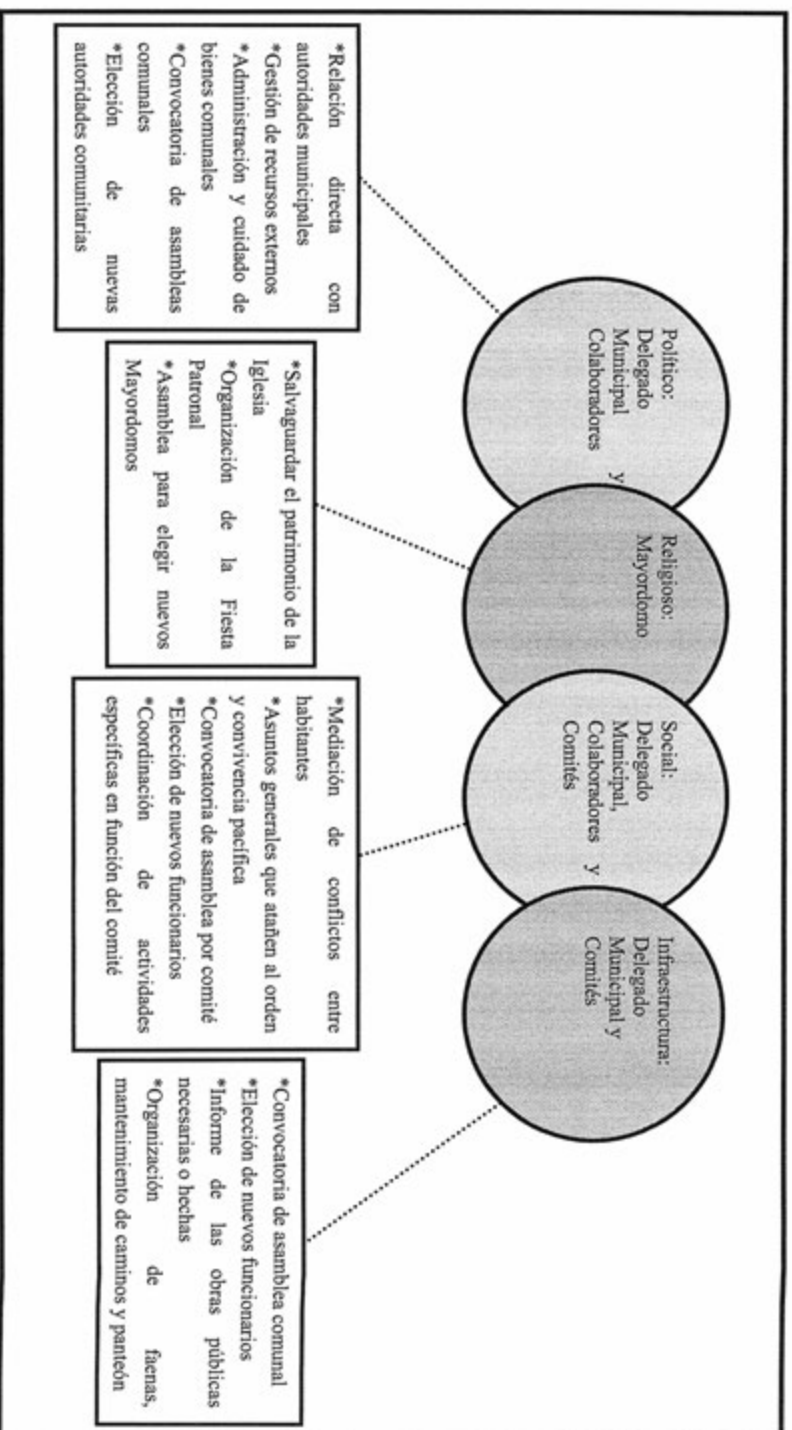 Político:
Delegado
Municipal y
Colaboradores
Religioso:
Mayordomo
Social:
Delegado
Municipal,
Colaboradores y
Comités
Infraestructura:
Delegado
Municipal y
Comités
*Relación directa con
autoridades municipales
*Gestión de recursos externos
*Administración y cuidado de
bienes comunales
*Convocatoria de asambleas
comunales
*Elección de nuevas
autoridades comunitarias
*Salvaguardar el patrimonio de la
Iglesia
*Organización de la Fiesta
Patronal
*Asamblea para elegir nuevos
Mayordomos
*Mediación de conflictos entre
habitantes
*Asuntos generales que atañen al orden
y convivencia pacífica
*Convocatoria de asamblea por comité
*Elección de nuevos funcionarios
*Coordinación de actividades
específicas en función del comité
*Convocatoria de asamblea comunal
*Elección de nuevos funcionarios
*Informe de las obras públicas
necesarias o hechas
*Organización de faenas,
mantenimiento de caminos y panteón